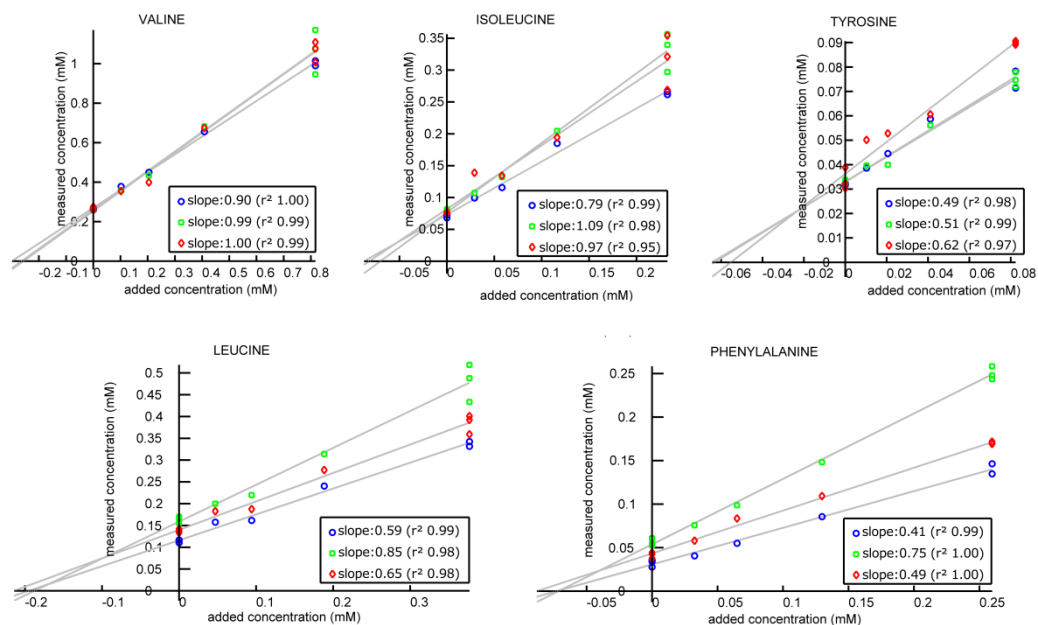 VALINE
measured concentration (mM)
1
0.8
0.6
0.4
0.2
0
-0.2
-0.1
0
0.1
0.2
0.3
0.4
0.5
0.6
0.7
0.8
added concentration (mM)
slope:0.90 (r² 1.00)
slope:0.99 (r² 0.99)
slope:1.00 (r² 0.99)
ISOLEUCINE
measured concentration (mM)
0.35
0.3
0.25
0.2
0.15
0.1
0.05
0
-0.05
0
0.05
0.1
0.15
0.2
added concentration (mM)
slope:0.79 (r² 0.99)
slope:1.09 (r² 0.98)
slope:0.97 (r² 0.95)
TYROSINE
measured concentration (mM)
0.09
0.08
0.07
0.06
0.05
0.04
0.03
0.02
0.01
0
-0.06
-0.04
-0.02
0
0.02
0.04
0.06
0.08
added concentration (mM)
slope:0.49 (r² 0.98)
slope:0.51 (r² 0.99)
slope:0.62 (r² 0.97)
LEUCINE
measured concentration (mM)
0.5
0.45
0.4
0.35
0.3
0.25
0.2
0.15
0.1
0.05
0
-0.2
-0.1
0
0.1
0.2
0.3
added concentration (mM)
slope:0.59 (r² 0.99)
slope:0.85 (r² 0.98)
slope:0.65 (r² 0.98)
PHENYLALANINE
measured concentration (mM)
0.25
0.2
0.15
0.1
0.05
0
-0.05
0
0.05
0.1
0.15
0.2
0.25
added concentration (mM)
slope:0.41 (r² 0.99)
slope:0.75 (r² 1.00)
slope:0.49 (r² 1.00)